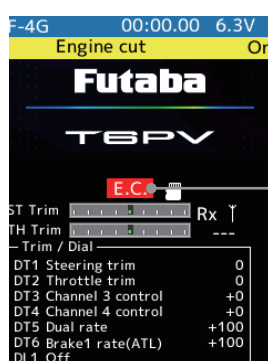 F-4G 00:00.00 6.3V
Engine cut On
Futaba
T6PV
E.C.
ST Trim Rx
TH Trim ---
Trim / Dial
DT1 Steering trim 0
DT2 Throttle trim 0
DT3 Channel 3 control +0
DT4 Channel 4 control +0
DT5 Dual rate +100
DT6 Brake1 rate(ATL) +100
DL1 Off